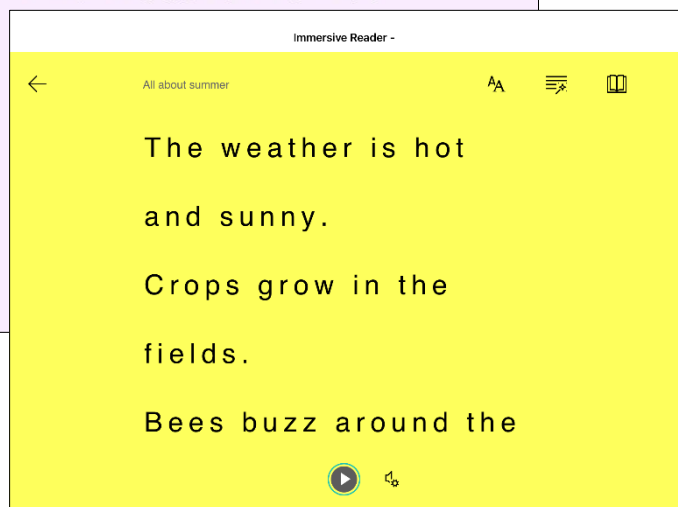 Immersive Reader -
All about summer
The weather is hot
and sunny.
Crops grow in the
fields.
Bees buzz around the